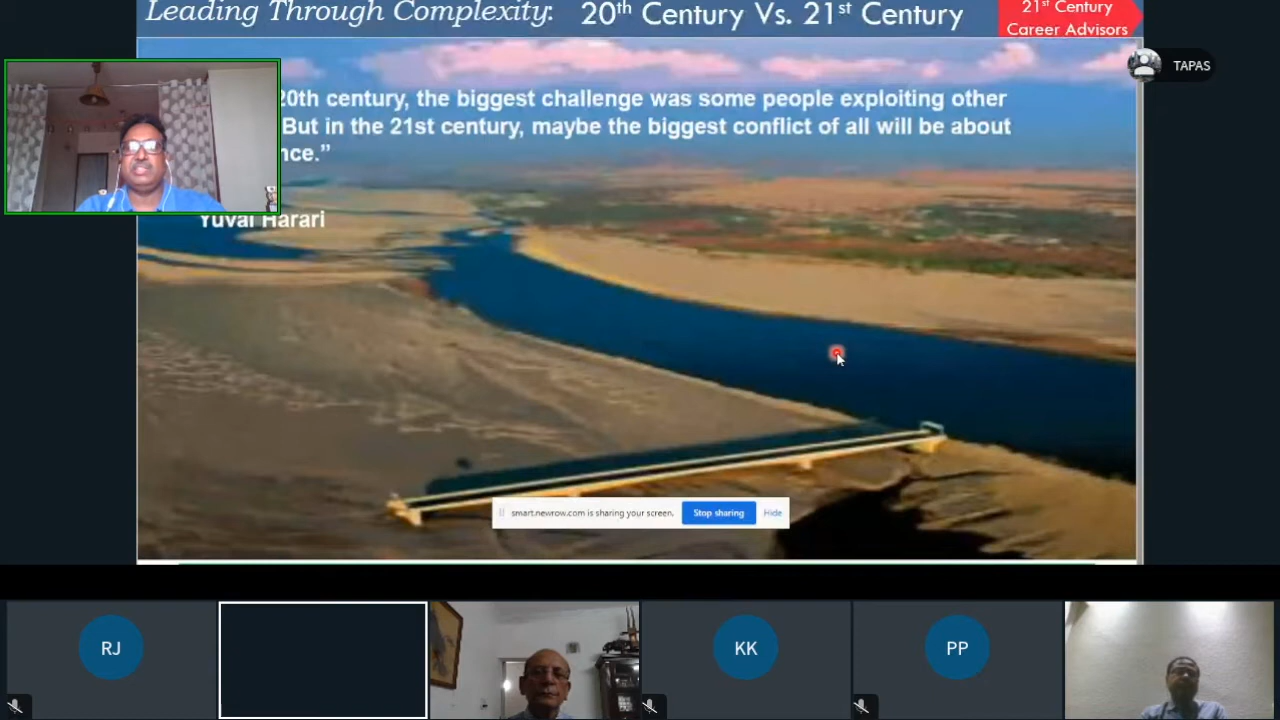 Leading Through Complexity: 20th Century Vs. 21st Century
21st Century
Career Advisors
TAPAS
20th century, the biggest challenge was some people exploiting other
But in the 21st century, maybe the biggest conflict of all will be about
nce.”
Yuval Harari
smart.newrow.com is sharing your screen. Stop sharing Hide
RJ
KK
PP